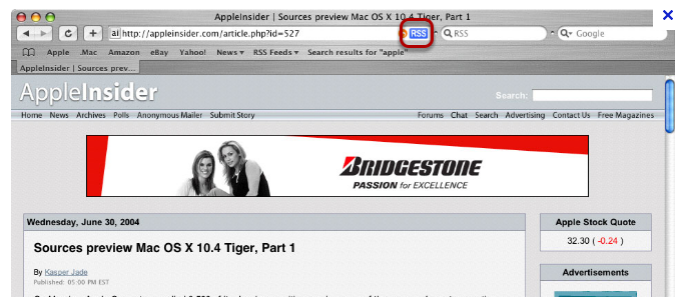 AppleInsider | Sources preview Mac OS X 10.4 Tiger, Part 1
ai http://appleinsider.com/article.php?id=527 RSS RSS Google
Apple .Mac Amazon eBay Yahoo! News RSS Feeds Search results for "apple"
AppleInsider | Sources prev...
AppleInsider
Search:
Home News Archives Polls Anonymous Mailer Submit Story Forums Chat Search Advertising Contact Us Free Magazines
BRIDGESTONE
PASSION for EXCELLENCE
Wednesday, June 30, 2004
Apple Stock Quote
Sources preview Mac OS X 10.4 Tiger, Part 1
32.30 ( -0.24 )
By Kasper Jade
Published: 05:00 PM EST
Advertisements